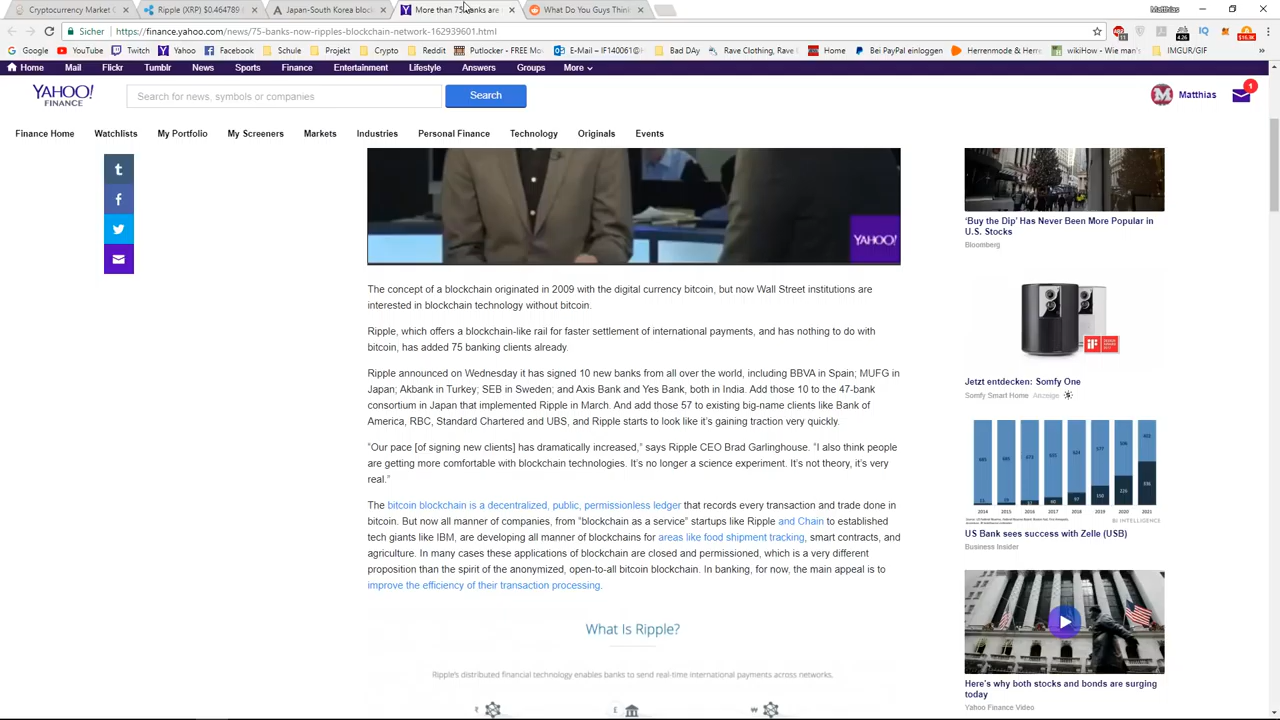 Matthias
Cryptocurrency Market C
Ripple (XRP) $0,464789
Japan-South Korea block
More than 75 banks are
What Do You Guys Think
Sicher
https://finance.yahoo.com/news/75-banks-now-ripples-blockchain-network-162939601.html
Google YouTube Twitch Facebook Schule Projekt Reddit Putlocker - FREE MO E-Mail – IF140061@ Bad DAy Rave Clothing, Rave Home Bei PayPal einloggen Herrenmode & Herre wikiHow – Wie man's IMGUR/GIF
Home Mail Flickr Tumblr News Sports Finance Entertainment Lifestyle Answers Groups More
YAHOO!
FINANCE
Search for news, symbols or companies
Search
Matthias
1
Finance Home Watchlists My Portfolio My Screeners Markets Industries Personal Finance Technology Originals Events
YAHOO!
The concept of a blockchain originated in 2009 with the digital currency bitcoin, but now Wall Street institutions are
interested in blockchain technology without bitcoin.
Ripple, which offers a blockchain-like rail for faster settlement of international payments, and has nothing to do with
bitcoin, has added 75 banking clients already.
Ripple announced on Wednesday it has signed 10 new banks from all over the world, including BBVA in Spain; MUFG in
Japan; Akbank in Turkey; SEB in Sweden; and Axis Bank and Yes Bank, both in India. Add those 10 to the 47-bank
consortium in Japan that implemented Ripple in March. And add those 57 to existing big-name clients like Bank of
America, RBC, Standard Chartered and UBS, and Ripple starts to look like it's gaining traction very quickly.
"Our pace [of signing new clients] has dramatically increased," says Ripple CEO Brad Garlinghouse. "I also think people
are getting more comfortable with blockchain technologies. It's no longer a science experiment. It's not theory, it's very
real."
The bitcoin blockchain is a decentralized, public, permissionless ledger that records every transaction and trade done in
bitcoin. But now all manner of companies, from "blockchain as a service" startups like Ripple and Chain to established
tech giants like IBM, are developing all manner of blockchains for areas like food shipment tracking, smart contracts, and
agriculture. In many cases these applications of blockchain are closed and permissioned, which is a very different
proposition than the spirit of the anonymized, open-to-all bitcoin blockchain. In banking, for now, the main appeal is to
improve the efficiency of their transaction processing.
What Is Ripple?
Ripple's distributed financial technology enables banks to send real-time international payments across networks.
'Buy the Dip' Has Never Been More Popular in
U.S. Stocks
Bloomberg
Jetzt entdecken: Somfy One
Somfy Smart Home Anzeige
2014 2015 2016 2017 2018 2019 2020 2021
BI INTELLIGENCE
US Bank sees success with Zelle (USB)
Business Insider
Here's why both stocks and bonds are surging
today
Yahoo Finance Video